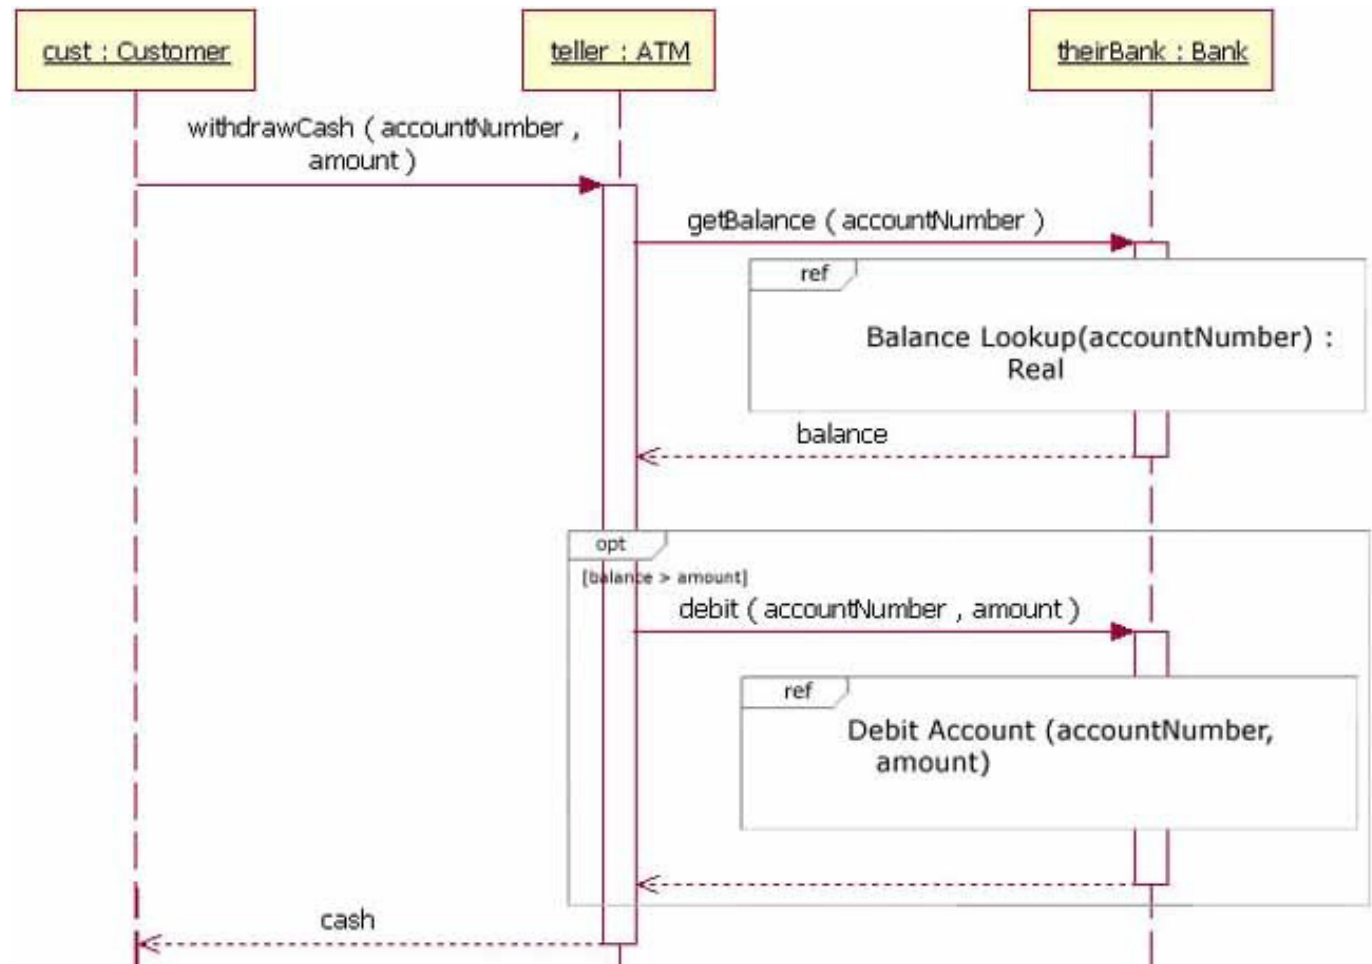 cust : Customer
teller : ATM
theirBank : Bank
withdrawCash ( accountNumber ,
amount )
getBalance ( accountNumber )
ref
Balance Lookup(accountNumber) :
Real
balance
opt
[balance > amount]
debit ( accountNumber , amount )
ref
Debit Account (accountNumber,
amount)
cash